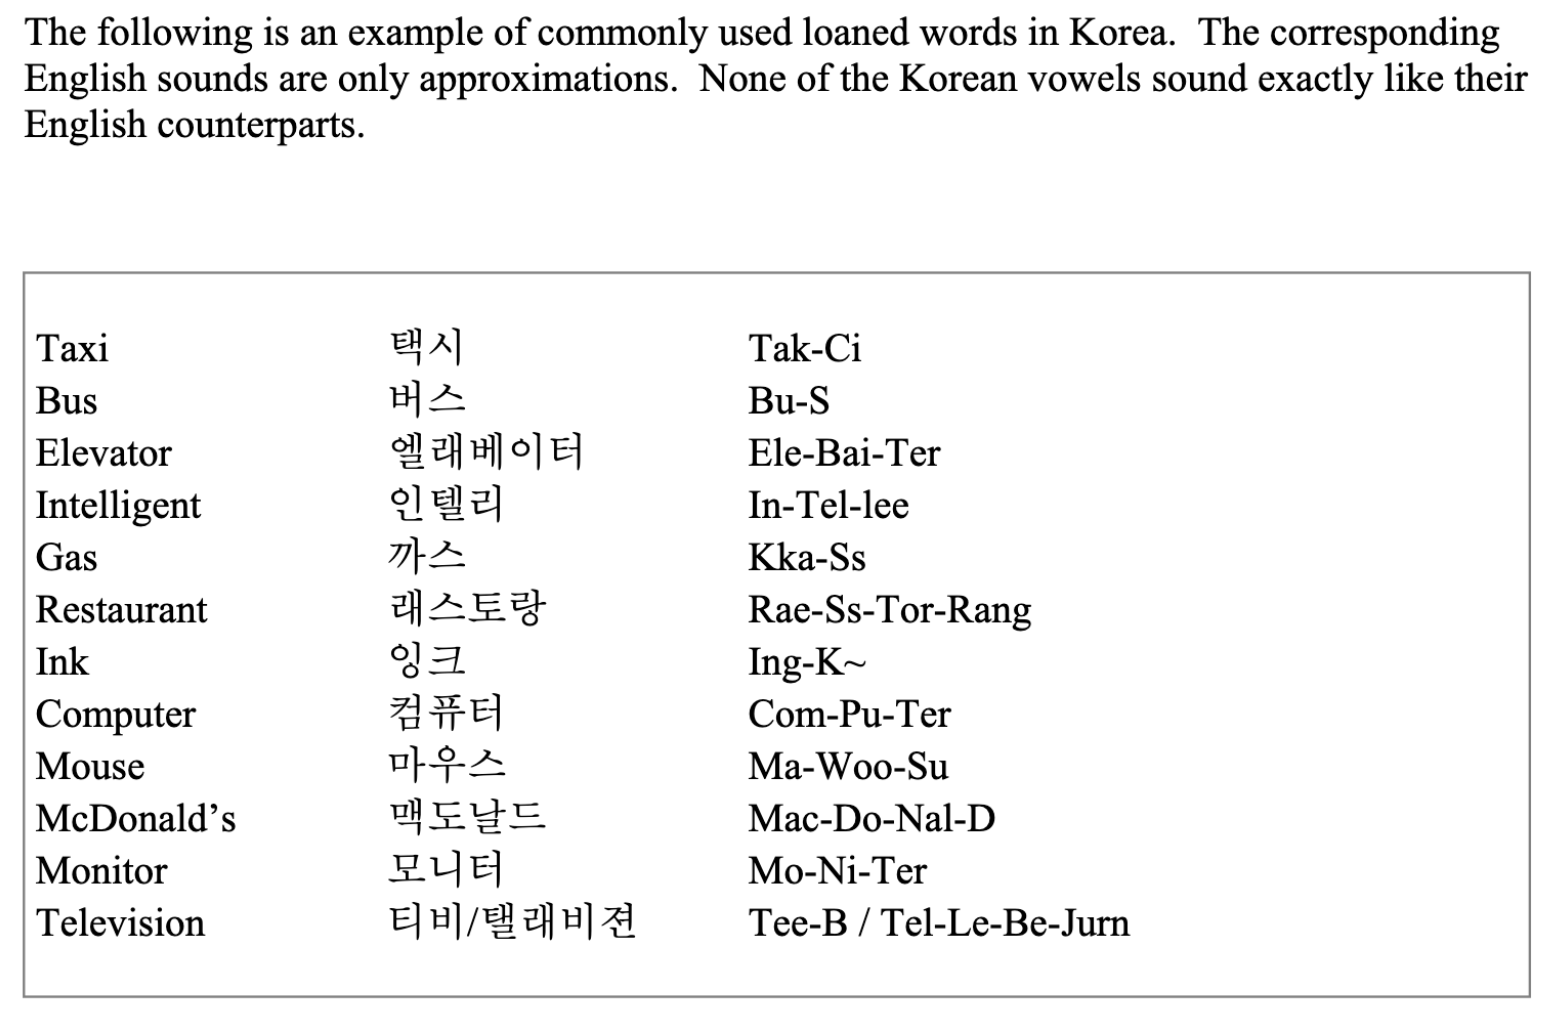 The following is an example of commonly used loaned words in Korea.  The corresponding
English sounds are only approximations.  None of the Korean vowels sound exactly like their
English counterparts.
Taxi 택시 Tak-Ci
Bus 버스 Bu-S
Elevator 엘래베이터 Ele-Bai-Ter
Intelligent 인텔리 In-Tel-lee
Gas 까스 Kka-Ss
Restaurant 래스토랑 Rae-Ss-Tor-Rang
Ink 잉크 Ing-K~
Computer 컴퓨터 Com-Pu-Ter
Mouse 마우스 Ma-Woo-Su
McDonald’s 맥도날드 Mac-Do-Nal-D
Monitor 모니터 Mo-Ni-Ter
Television 티비/탤래비젼 Tee-B / Tel-Le-Be-Jurn